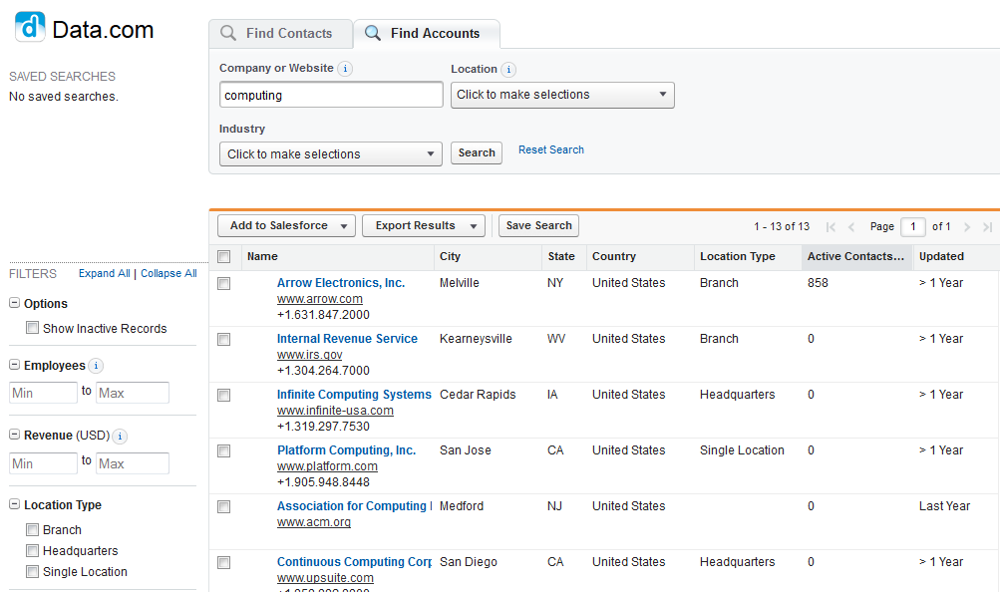 Data.com
SAVED SEARCHES
No saved searches.
Find Contacts Find Accounts
Company or Website Location
computing Click to make selections
Industry
Click to make selections Search Reset Search
Add to Salesforce Export Results Save Search 1 - 13 of 13 Page 1 of 1
FILTERS Expand All | Collapse All
Options
Show Inactive Records
Employees
Min to Max
Revenue (USD)
Min to Max
Location Type
Branch
Headquarters
Single Location
Name City State Country Location Type Active Contacts... Updated
Arrow Electronics, Inc. Melville NY United States Branch 858 > 1 Year
www.arrow.com
+1.631.847.2000
Internal Revenue Service Kearneysville WV United States Branch 0 > 1 Year
www.irs.gov
+1.304.264.7000
Infinite Computing Systems Cedar Rapids IA United States Headquarters 0 > 1 Year
www.infinite-usa.com
+1.319.297.7530
Platform Computing, Inc. San Jose CA United States Single Location 0 > 1 Year
www.platform.com
+1.905.948.8448
Association for Computing Medford NJ United States 0 Last Year
www.acm.org
Continuous Computing Corp San Diego CA United States Headquarters 0 > 1 Year
www.upsuite.com